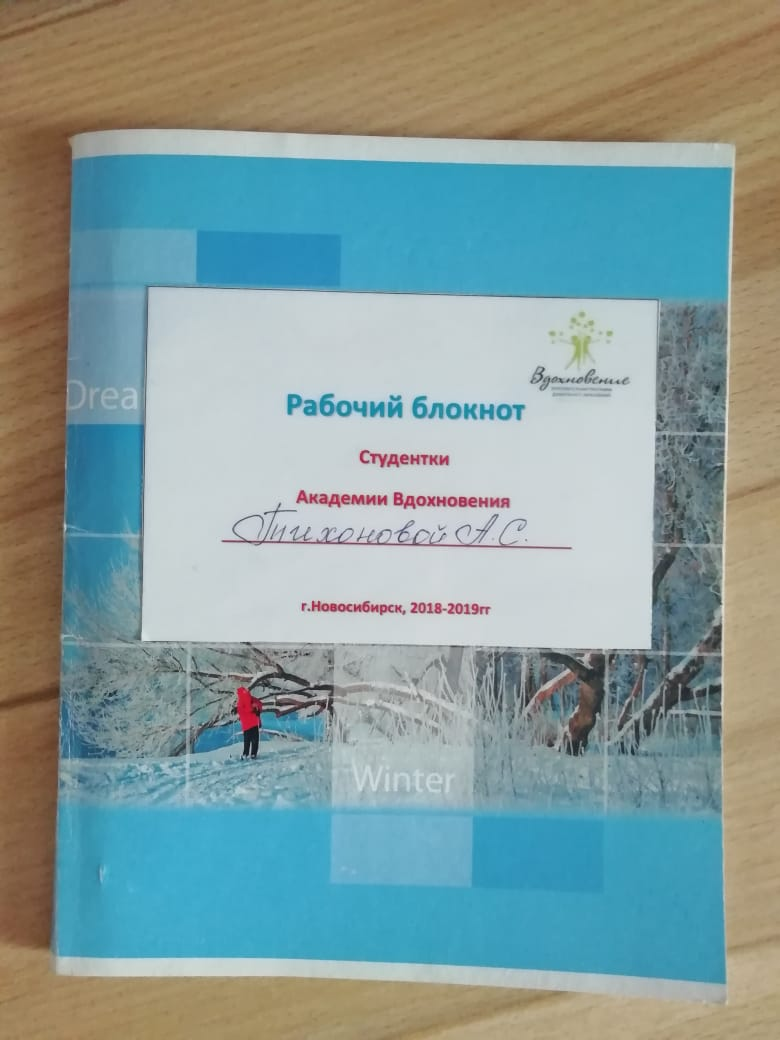 Вдохновение
Drea
Рабочий блокнот
Студентки
Академии Вдохновения
Тихоновой А.С.
г.Новосибирск, 2018-2019гг
Winter